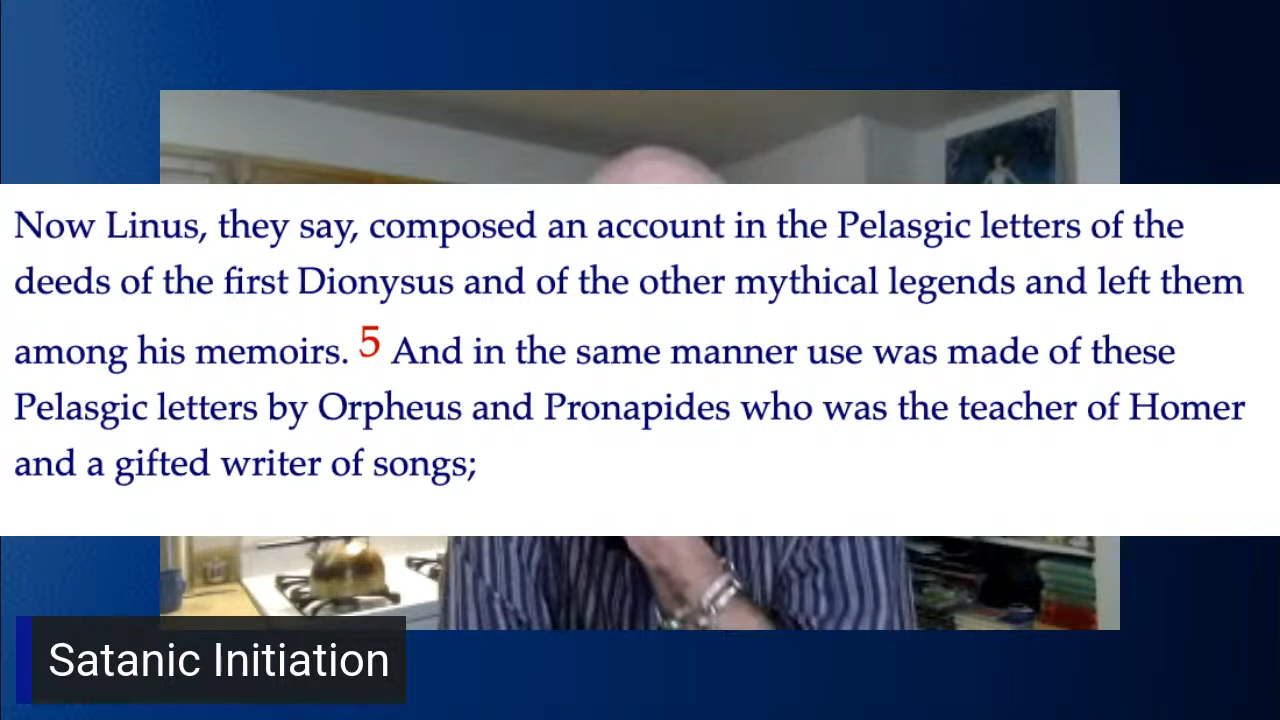 Now Linus, they say, composed an account in the Pelasgic letters of the
deeds of the first Dionysus and of the other mythical legends and left them
among his memoirs. 5 And in the same manner use was made of these
Pelasgic letters by Orpheus and Pronapides who was the teacher of Homer
and a gifted writer of songs;
Satanic Initiation